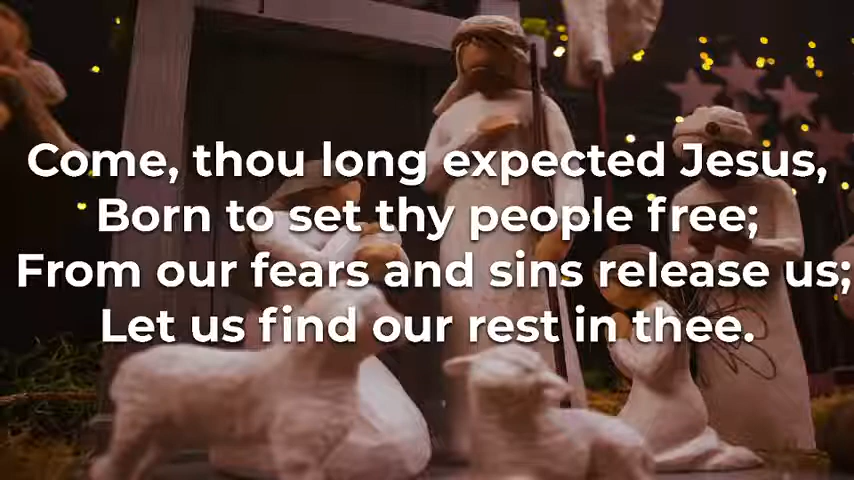 Come, thou long expected Jesus,
Born to set thy people free;
From our fears and sins release us;
Let us find our rest in thee.